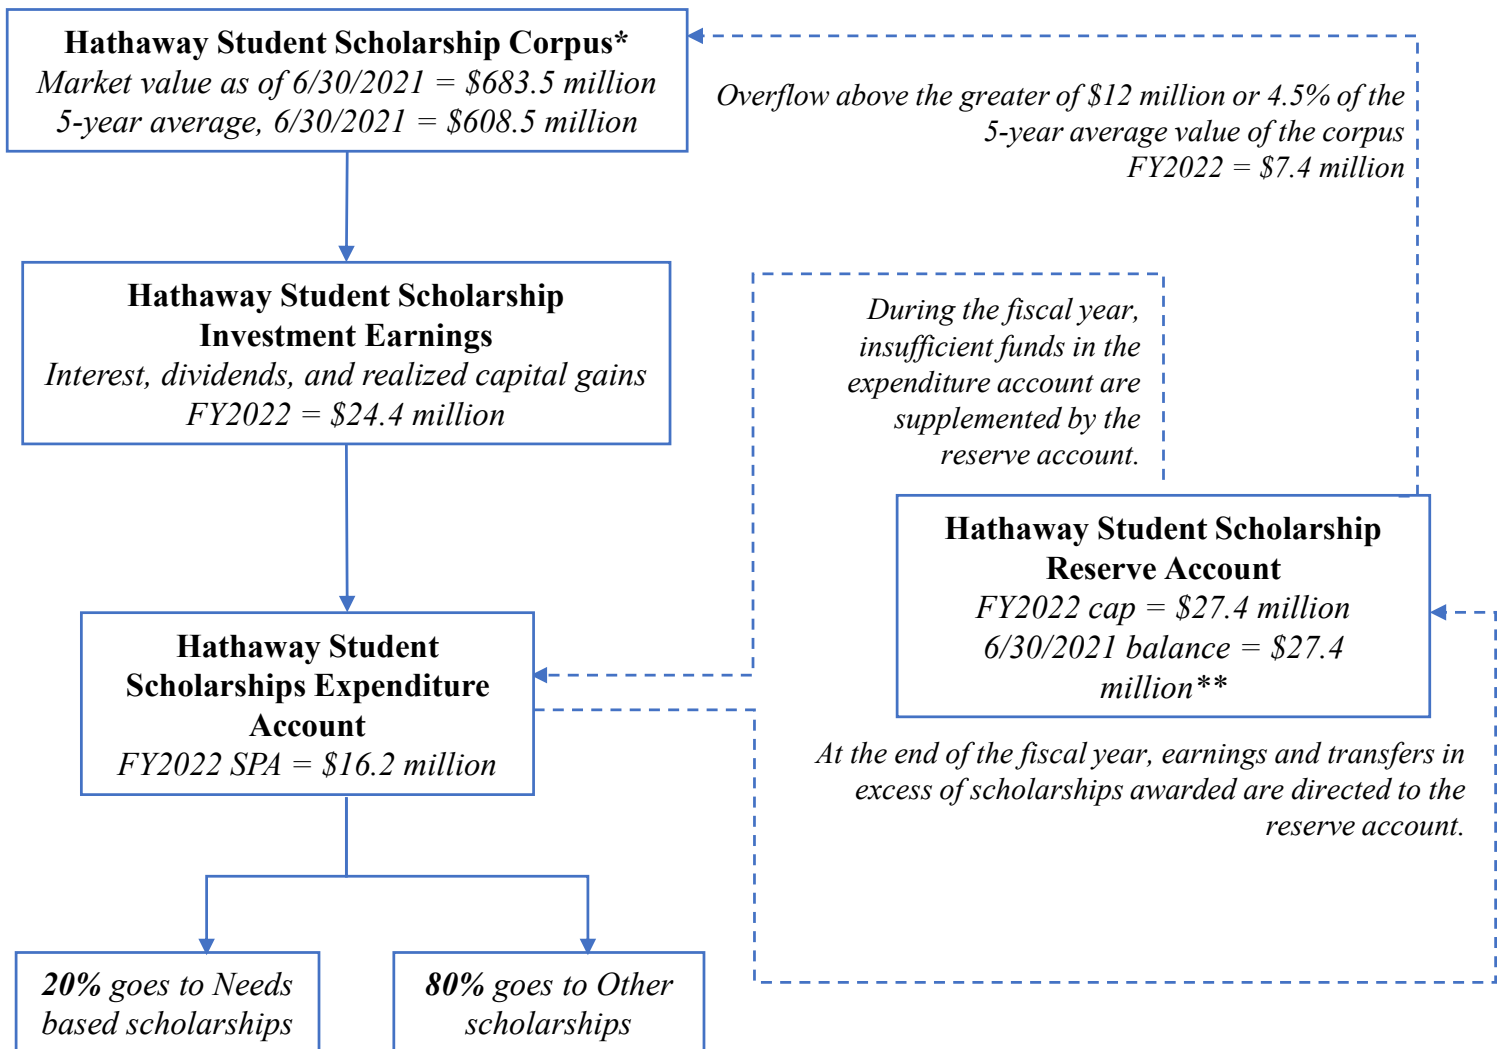 Hathaway Student Scholarship Corpus*
Market value as of 6/30/2021 = $683.5 million
5-year average, 6/30/2021 = $608.5 million
Overflow above the greater of $12 million or 4.5% of the
5-year average value of the corpus
FY2022 = $7.4 million
Hathaway Student Scholarship
Investment Earnings
Interest, dividends, and realized capital gains
FY2022 = $24.4 million
During the fiscal year,
insufficient funds in the
expenditure account are
supplemented by the
reserve account.
Hathaway Student Scholarship
Reserve Account
FY2022 cap = $27.4 million
6/30/2021 balance = $27.4
million**
Hathaway Student
Scholarships Expenditure
Account
FY2022 SPA = $16.2 million
At the end of the fiscal year, earnings and transfers in
excess of scholarships awarded are directed to the
reserve account.
20% goes to Needs
based scholarships
80% goes to Other
scholarships